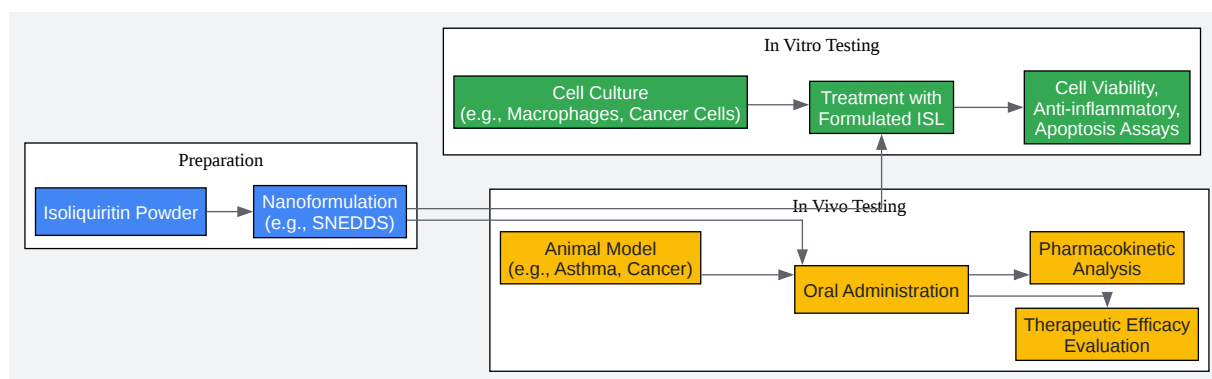 Preparation
Isoliquiritin Powder
Nanoformulation
(e.g., SNEDDS)
In Vitro Testing
Cell Culture
(e.g., Macrophages, Cancer Cells)
Treatment with
Formulated ISL
Cell Viability,
Anti-inflammatory,
Apoptosis Assays
In Vivo Testing
Animal Model
(e.g., Asthma, Cancer)
Oral Administration
Pharmacokinetic
Analysis
Therapeutic Efficacy
Evaluation